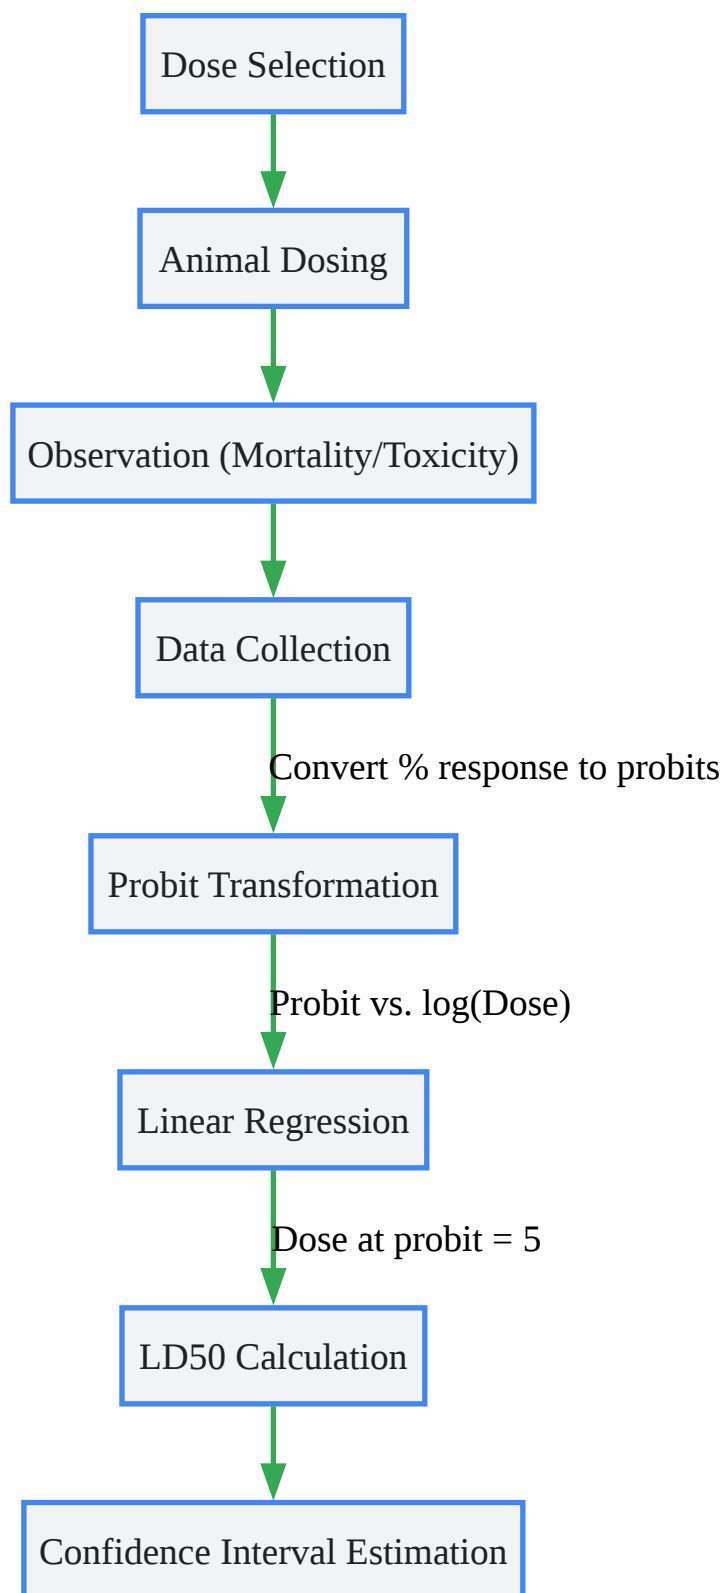 Dose Selection
Animal Dosing
Observation (Mortality/Toxicity)
Data Collection
Convert % response to probits
Probit Transformation
Probit vs. log(Dose)
Linear Regression
Dose at probit = 5
LD50 Calculation
Confidence Interval Estimation